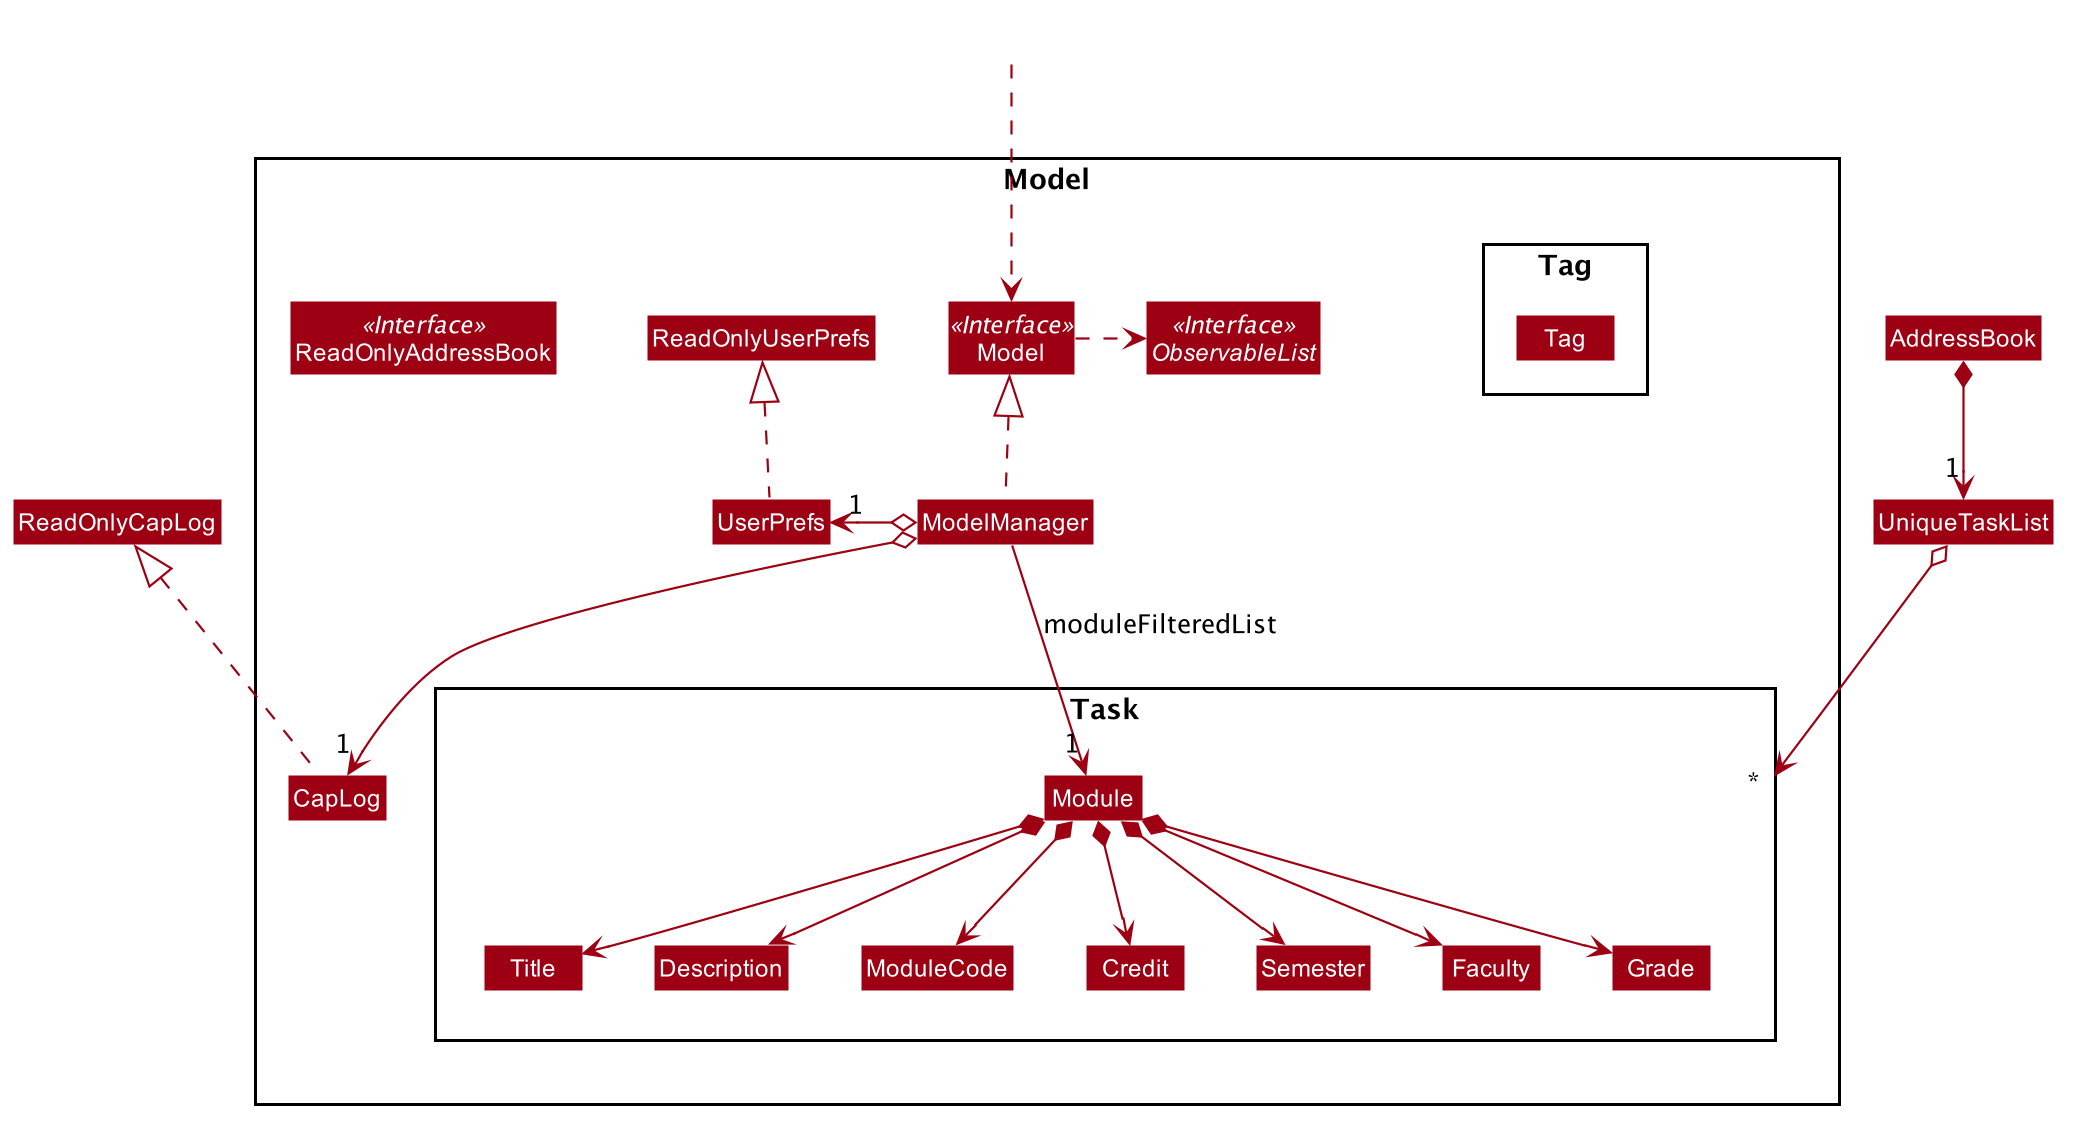 Model
Tag
«Interface»
ReadOnlyAddressBook
ReadOnlyUserPrefs
«Interface»
Model
«Interface»
ObservableList
Tag
AddressBook
1
1
ReadOnlyCapLog
UserPrefs
ModelManager
UniqueTaskList
moduleFilteredList
Task
1
1
*
CapLog
Module
Title
Description
ModuleCode
Credit
Semester
Faculty
Grade